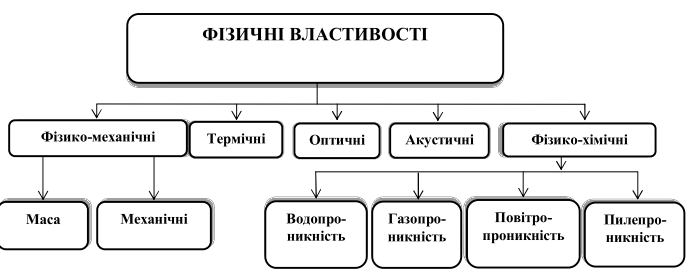 ФІЗИЧНІ ВЛАСТИВОСТІ
Фізико-механічні
Термічні
Оптичні
Акустичні
Фізико-хімічні
Маса
Механічні
Водопро-
никність
Газопро-
никність
Повітро-
проникність
Пилепро-
никність